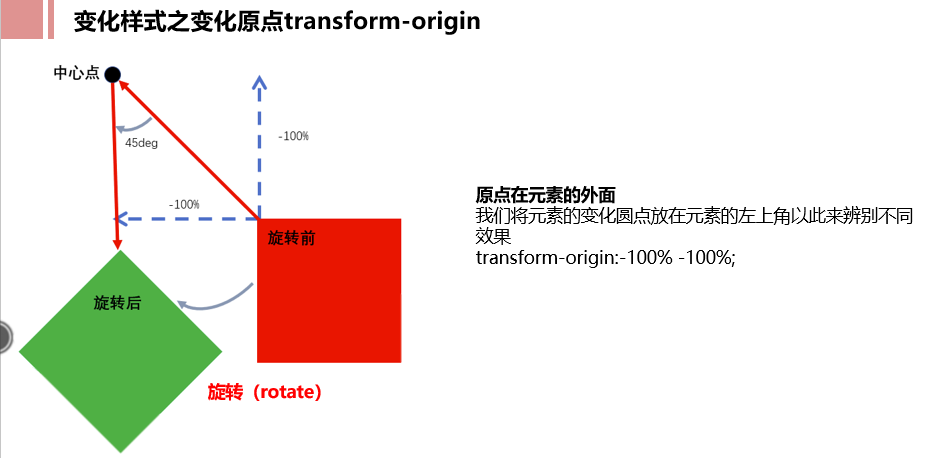 变化样式之变化原点transform-origin
中心点
-100%
45deg
-100%
旋转前
旋转后
旋转（rotate）
原点在元素的外面
我们将元素的变化圆点放在元素的左上角以此来辨别不同
效果
transform-origin:-100% -100%;